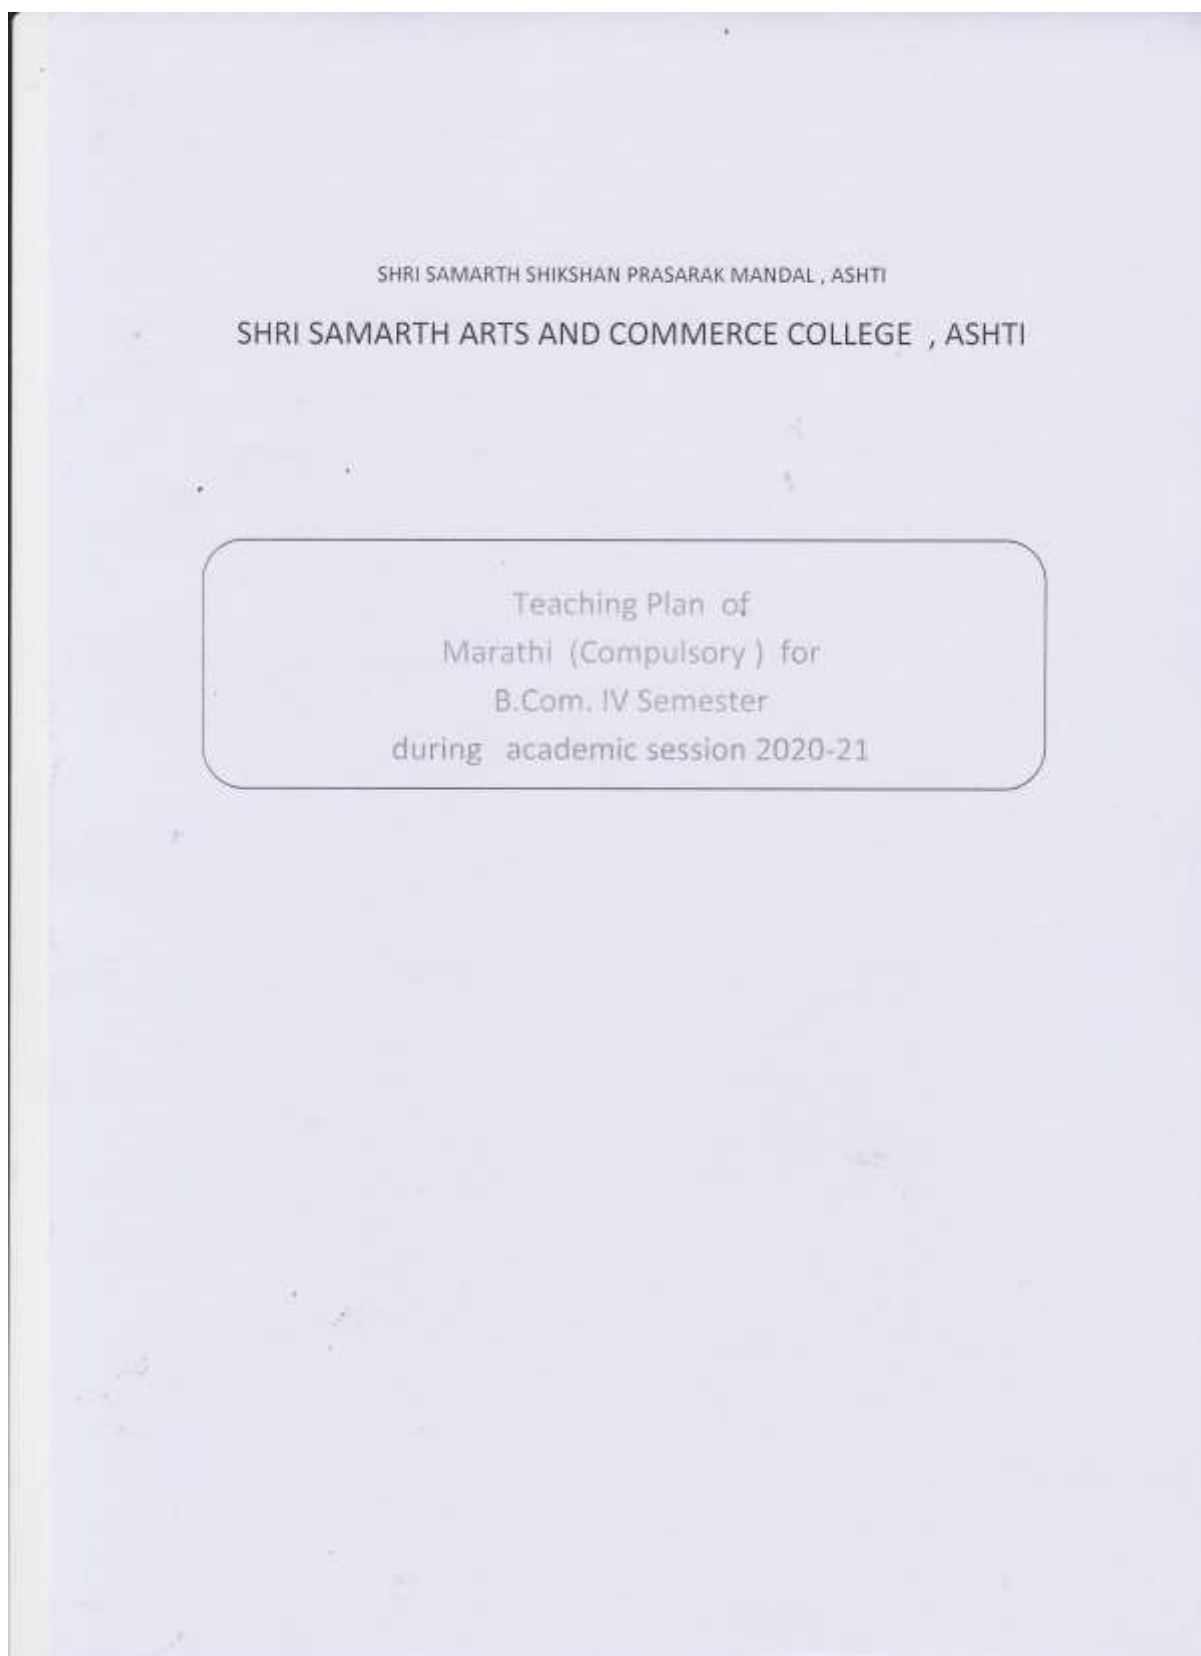 SHRI SAMARTH SHIKSHAN PRASARAK MANDAL , ASHTI
SHRI SAMARTH ARTS AND COMMERCE COLLEGE , ASHTI
Teaching Plan of
Marathi (Compulsory ) for
B.Com. IV Semester
during academic session 2020-21